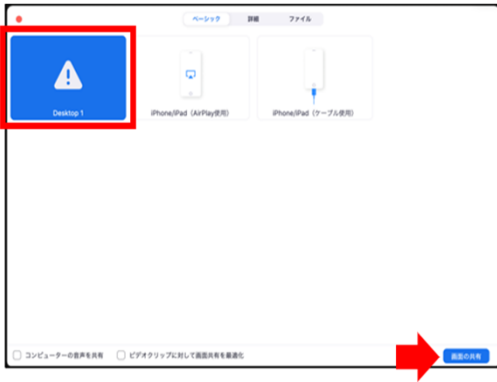 ベーシック 詳細 ファイル
Desktop 1
iPhone/iPad（AirPlay使用）
iPhone/iPad（ケーブル使用）
コンピューターの音声を共有
ビデオクリップに対して画面共有を最適化
画面の共有